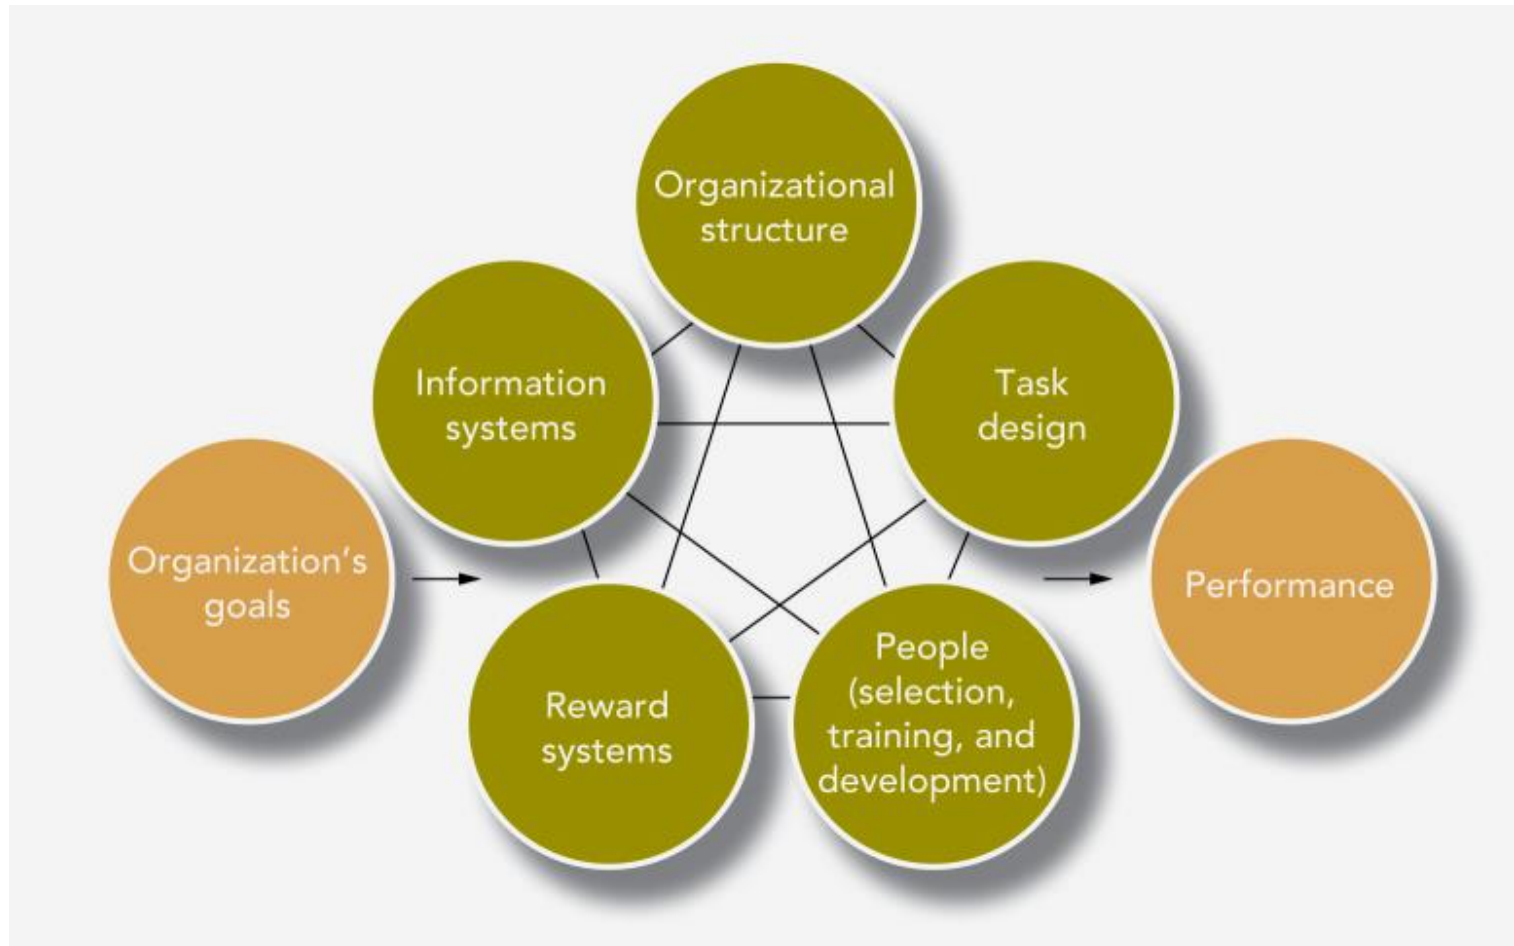 Organizational
structure
Information
systems
Task
design
Organization’s
goals
Performance
Reward
systems
People
(selection,
training, and
development)